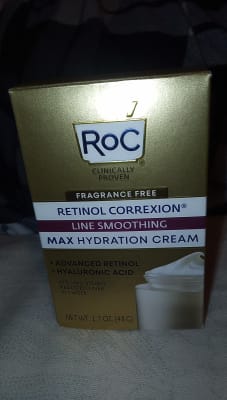 RoC
®
CLINICALLY
PROVEN
FRAGRANCE FREE
RETINOL CORREXION®
LINE SMOOTHING
MAX HYDRATION CREAM
• ADVANCED RETINOL
• HYALURONIC ACID
NET WT. 1.7 OZ. (48 G)